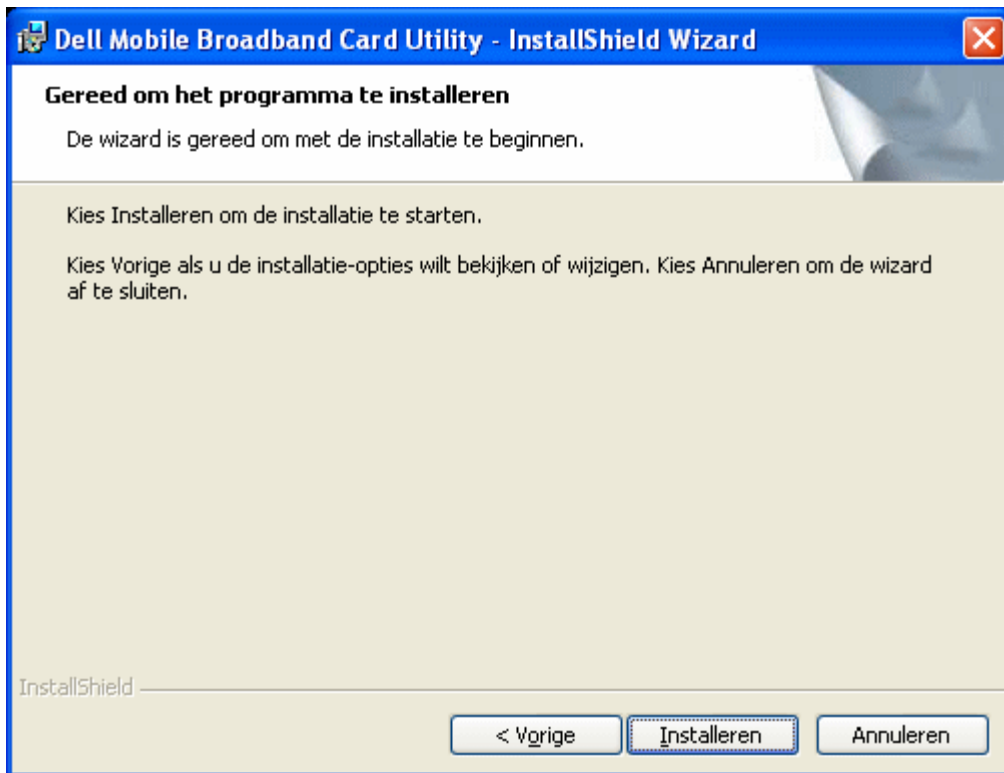 Dell Mobile Broadband Card Utility - InstallShield Wizard
Gereed om het programma te installeren
De wizard is gereed om met de installatie te beginnen.
Kies Installeren om de installatie te starten.
Kies Vorige als u de installatie-opties wilt bekijken of wijzigen. Kies Annuleren om de wizard
af te sluiten.
InstallShield
< Vorige
Installeren
Annuleren